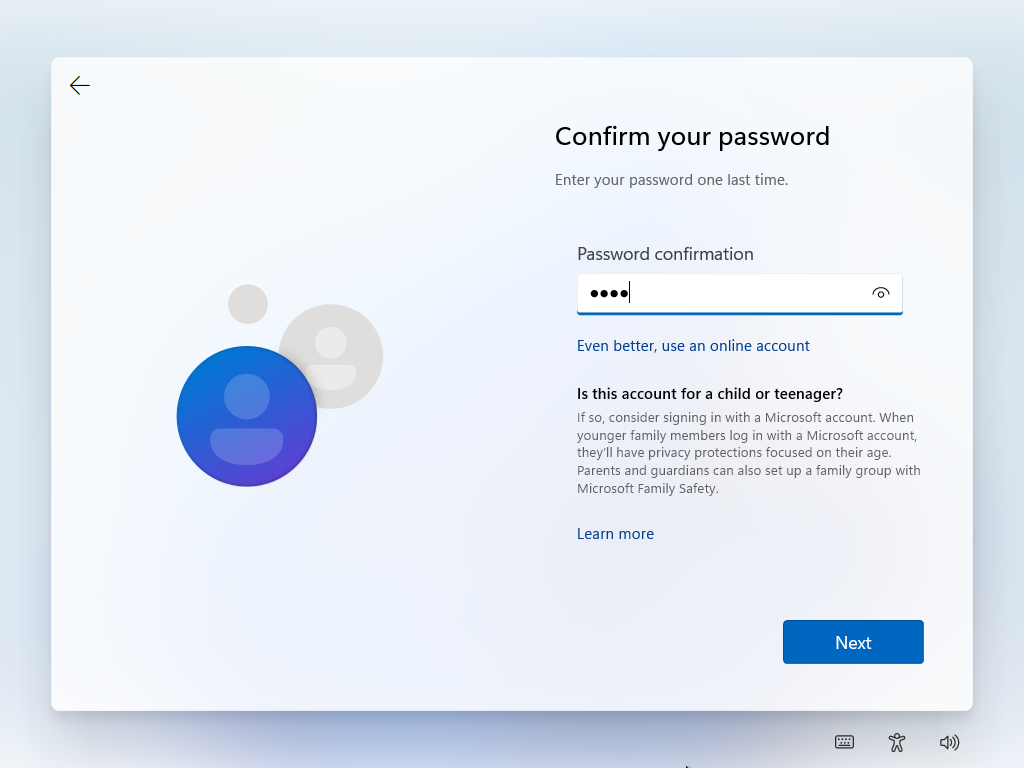 Confirm your password
Enter your password one last time.
Password confirmation
●●●●
Even better, use an online account
Is this account for a child or teenager?
If so, consider signing in with a Microsoft account. When
younger family members log in with a Microsoft account,
they'll have privacy protections focused on their age.
Parents and guardians can also set up a family group with
Microsoft Family Safety.
Learn more
Next